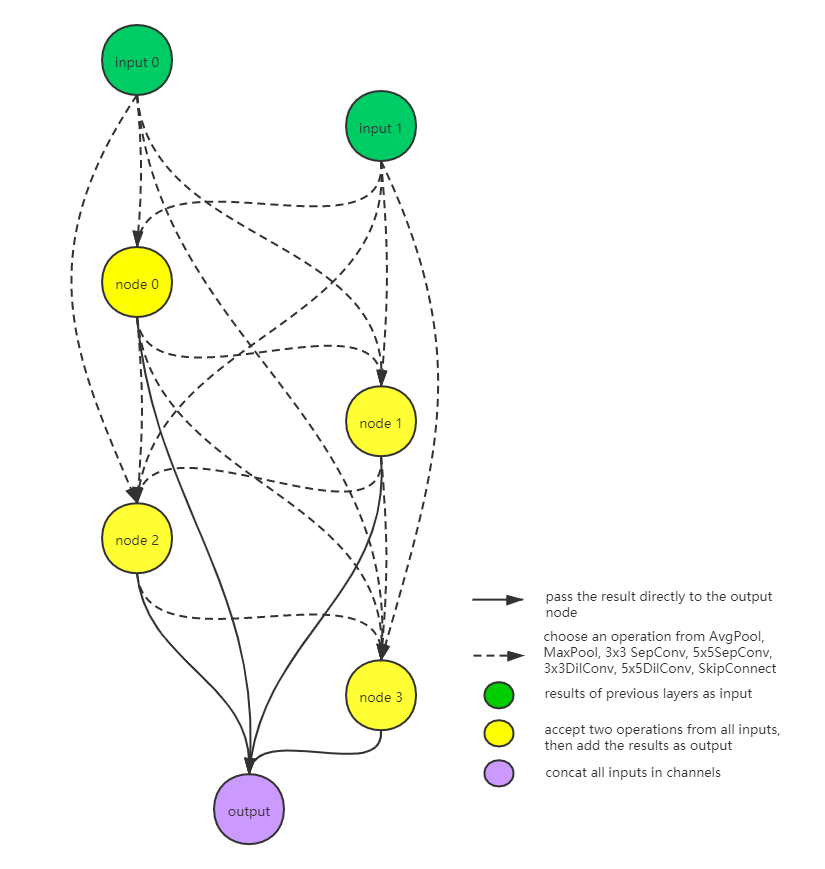 input 0
input 1
node 0
node 1
node 2
node 3
output
pass the result directly to the output
node
choose an operation from AvgPool,
MaxPool, 3x3 SepConv, 5x5SepConv,
3x3DilConv, 5x5DilConv, SkipConnect
results of previous layers as input
accept two operations from all inputs,
then add the results as output
concat all inputs in channels